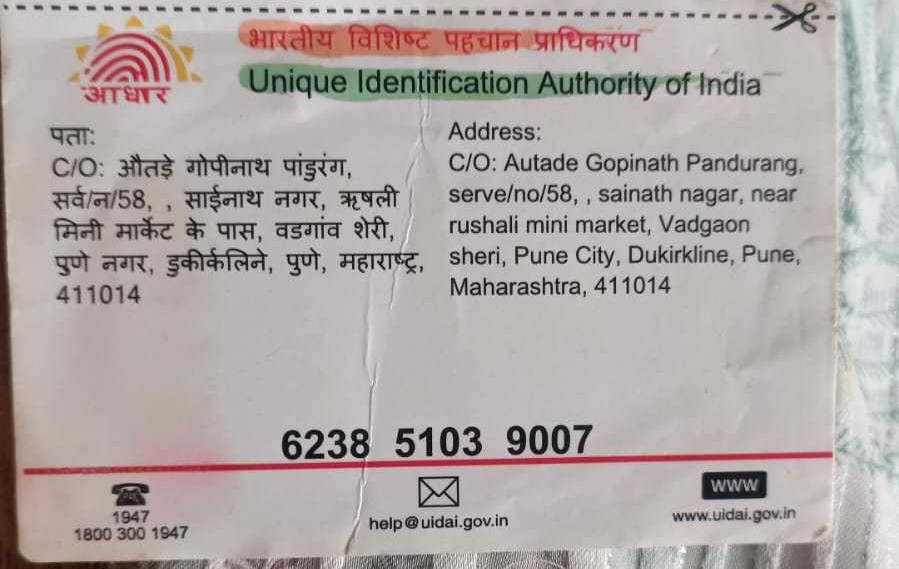 भारतीय विशिष्ट पहचान प्राधिकरण
Unique Identification Authority of India
आधार
पता:
C/O: औतड़े गोपीनाथ पांडुरंग,
सर्व/न/58, , साईनाथ नगर, ऋषली
मिनी मार्केट के पास, वडगांव शेरी,
पुणे नगर, डुकीर्कलिने, पुणे, महाराष्ट्र,
411014
Address:
C/O: Autade Gopinath Pandurang,
serve/no/58, , sainath nagar, near
rushali mini market, Vadgaon
sheri, Pune City, Dukirkline, Pune,
Maharashtra, 411014
6238 5103 9007
1947
1800 300 1947
help@uidai.gov.in
www
www.uidai.gov.in